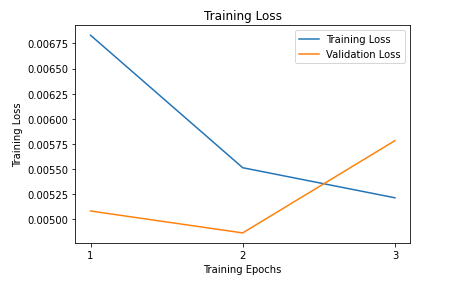 Training Loss
Training Loss
Validation Loss
0.00675
0.00650
0.00625
0.00600
0.00575
0.00550
0.00525
0.00500
Training Loss
1
2
3
Training Epochs